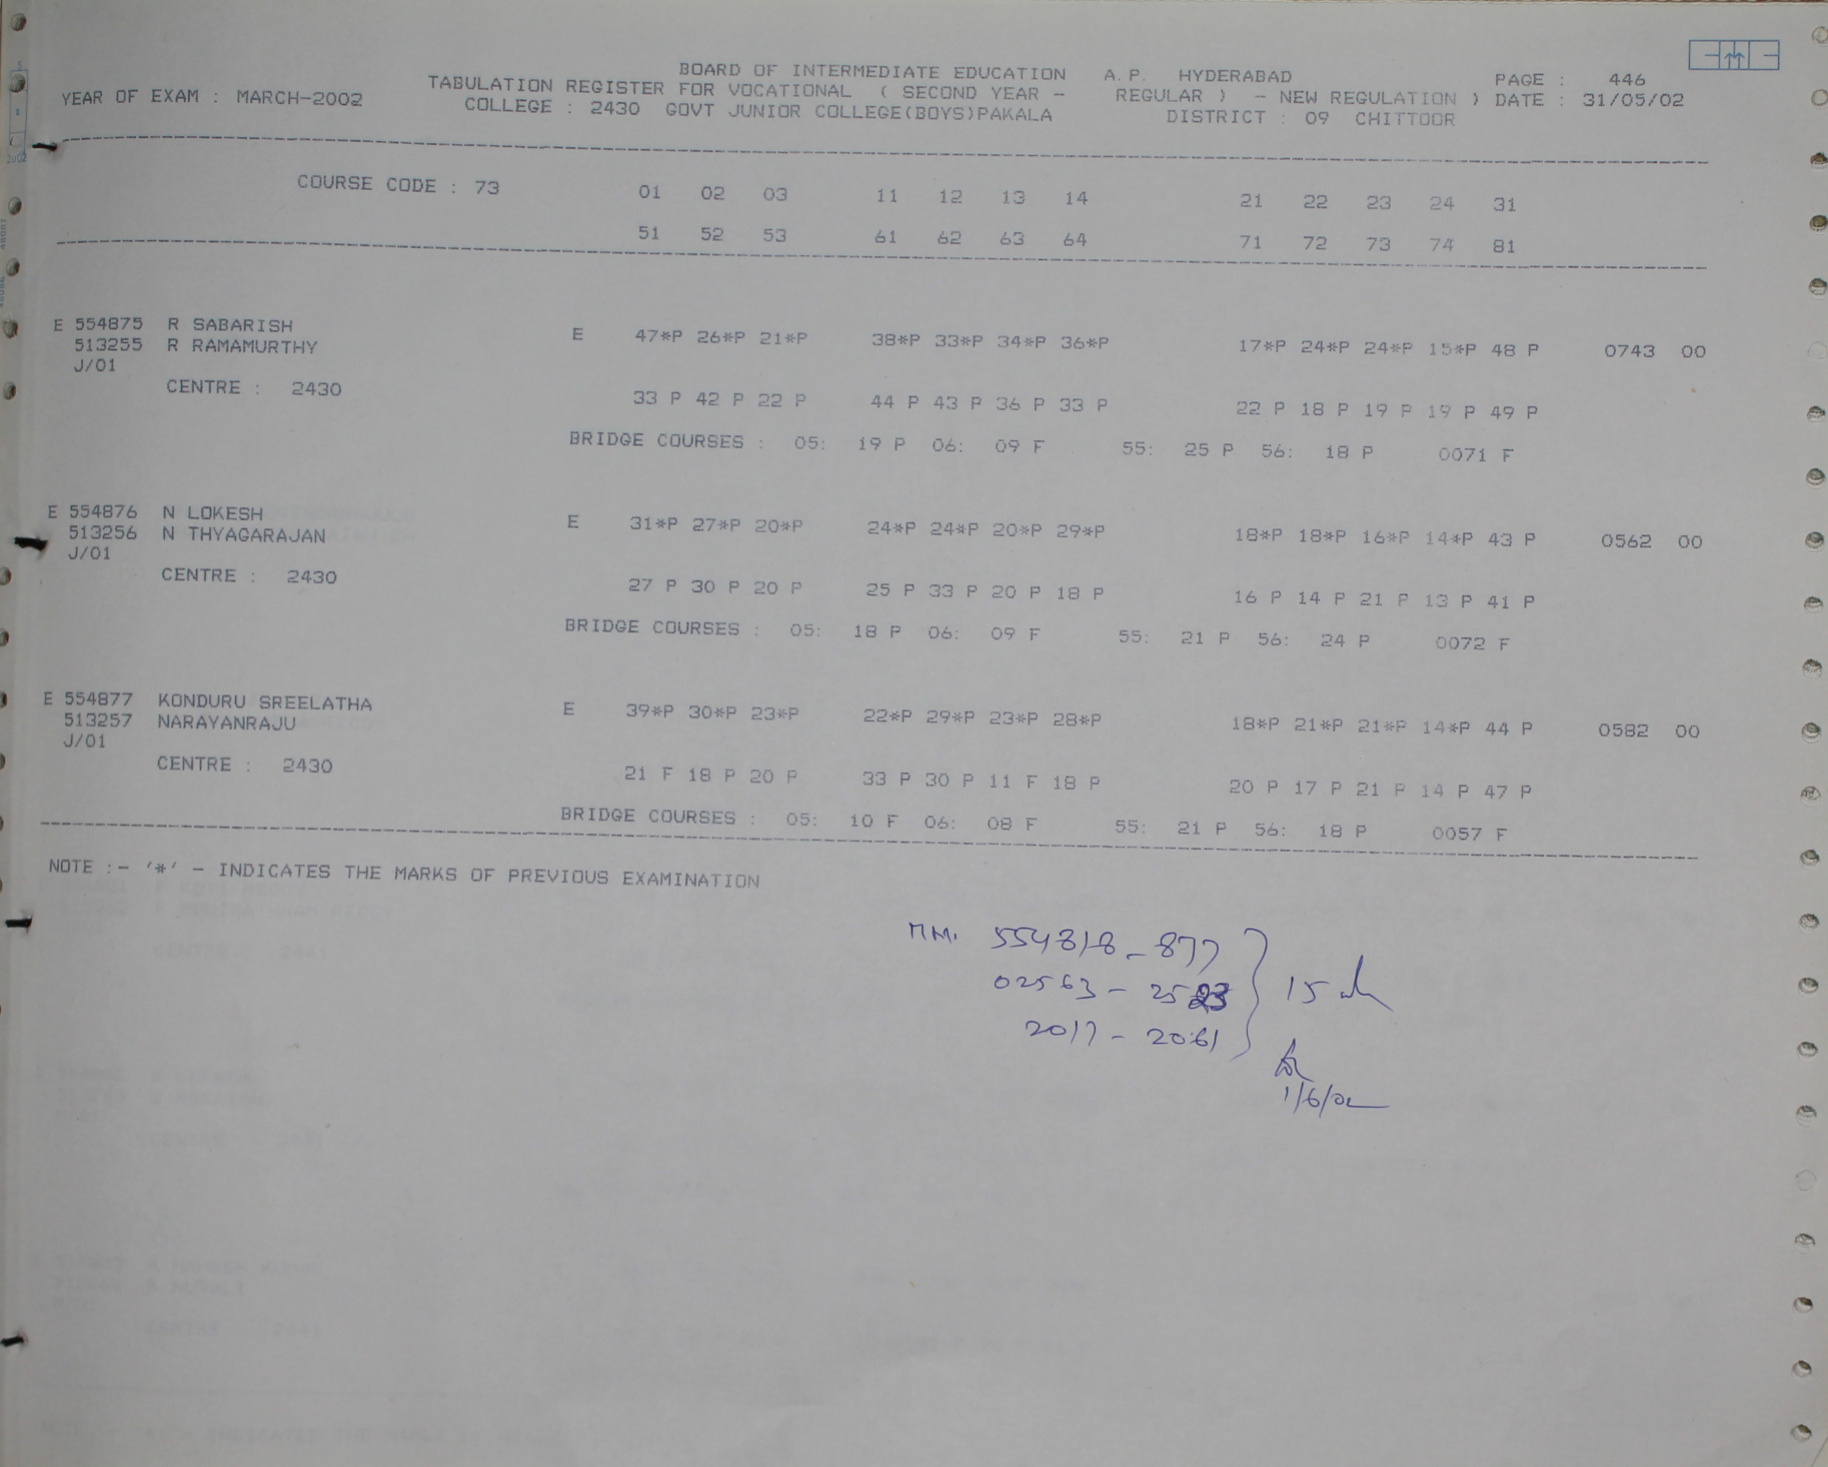 BOARD OF INTERMEDIATE EDUCATION A.P. HYDERABAD PAGE : 446
YEAR OF EXAM : MARCH-2002 TABULATION REGISTER FOR VOCATIONAL ( SECOND YEAR - REGULAR ) - NEW REGULATION ) DATE : 31/05/02
COLLEGE : 2430 GOVT JUNIOR COLLEGE(BOYS)PAKALA DISTRICT : 09 CHITTOOR
COURSE CODE : 73 01 02 03 11 12 13 14 21 22 23 24 31
51 52 53 61 62 63 64 71 72 73 74 81
E 554875 R SABARISH E 47*P 26*P 21*P 38*P 33*P 34*P 36*P 17*P 24*P 24*P 15*P 48 P 0743 00
513255 R RAMAMURTHY
J/01
CENTRE : 2430 33 P 42 P 22 P 44 P 43 P 36 P 33 P 22 P 18 P 19 P 19 P 49 P
BRIDGE COURSES : 05: 19 P 06: 09 F 55: 25 P 56: 18 P 0071 F
E 554876 N LOKESH E 31*P 27*P 20*P 24*P 24*P 20*P 29*P 18*P 18*P 16*P 14*P 43 P 0562 00
513256 N THYAGARAJAN
J/01
CENTRE : 2430 27 P 30 P 20 P 25 P 33 P 20 P 18 P 16 P 14 P 21 P 13 P 41 P
BRIDGE COURSES : 05: 18 P 06: 09 F 55: 21 P 56: 24 P 0072 F
E 554877 KONDURU SREELATHA E 39*P 30*P 23*P 22*P 29*P 23*P 28*P 18*P 21*P 21*P 14*P 44 P 0582 00
513257 NARAYANRAJU
J/01
CENTRE : 2430 21 F 18 P 20 P 33 P 30 P 11 F 18 P 20 P 17 P 21 P 14 P 47 P
BRIDGE COURSES : 05: 10 F 06: 08 F 55: 21 P 56: 18 P 0057 F
NOTE :- '*' - INDICATES THE MARKS OF PREVIOUS EXAMINATION
M.M. 554818-877
02563 - 2523 15
2017 - 2061
1/6/02